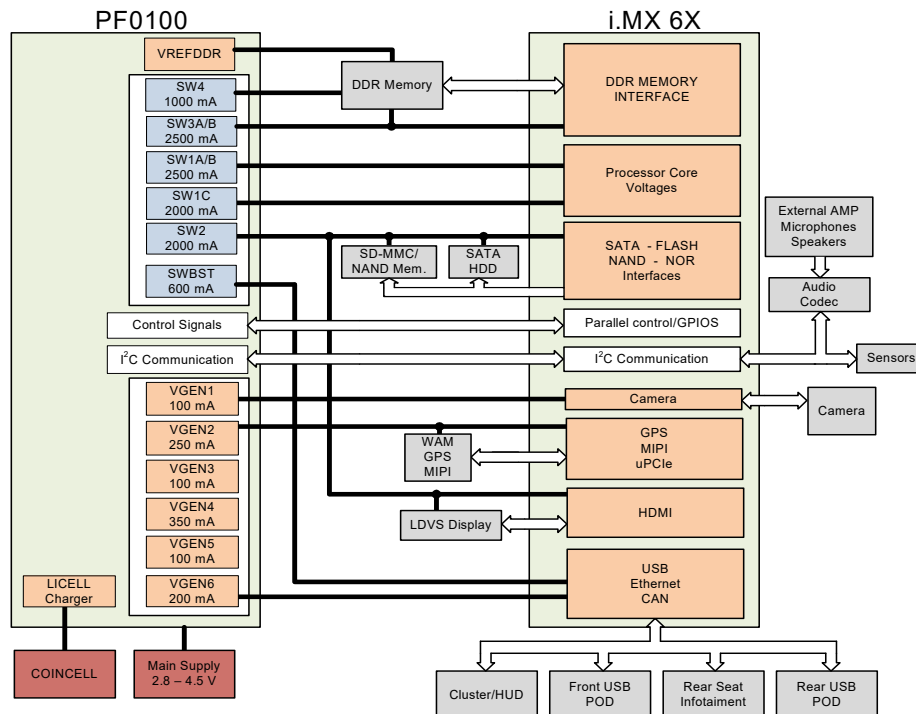 PF0100
i.MX 6X
VREFDDR
SW4
1000 mA
SW3A/B
2500 mA
SW1A/B
2500 mA
SW1C
2000 mA
SW2
2000 mA
SWBST
600 mA
Control Signals
I²C Communication
VGEN1
100 mA
VGEN2
250 mA
VGEN3
100 mA
VGEN4
350 mA
VGEN5
100 mA
VGEN6
200 mA
LICELL
Charger
COINCELL
Main Supply
2.8 – 4.5 V
DDR Memory
SD-MMC/
NAND Mem.
SATA
HDD
WAM
GPS
MIPI
LDVS Display
DDR MEMORY
INTERFACE
Processor Core
Voltages
SATA - FLASH
NAND - NOR
Interfaces
Parallel control/GPIOS
I²C Communication
Camera
GPS
MIPI
uPCIe
HDMI
USB
Ethernet
CAN
External AMP
Microphones
Speakers
Audio
Codec
Sensors
Camera
Cluster/HUD
Front USB
POD
Rear Seat
Infotaiment
Rear USB
POD